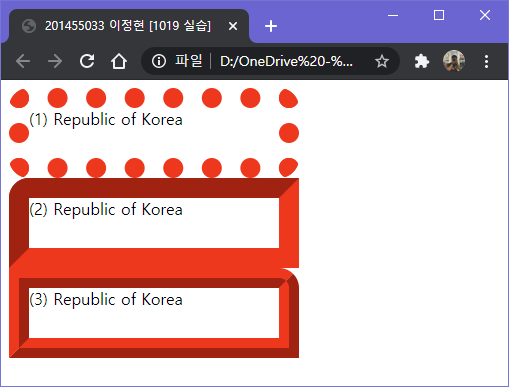 201455033 이정현 [1019 실습]
파일 D:/OneDrive%20-%...
(1) Republic of Korea
(2) Republic of Korea
(3) Republic of Korea